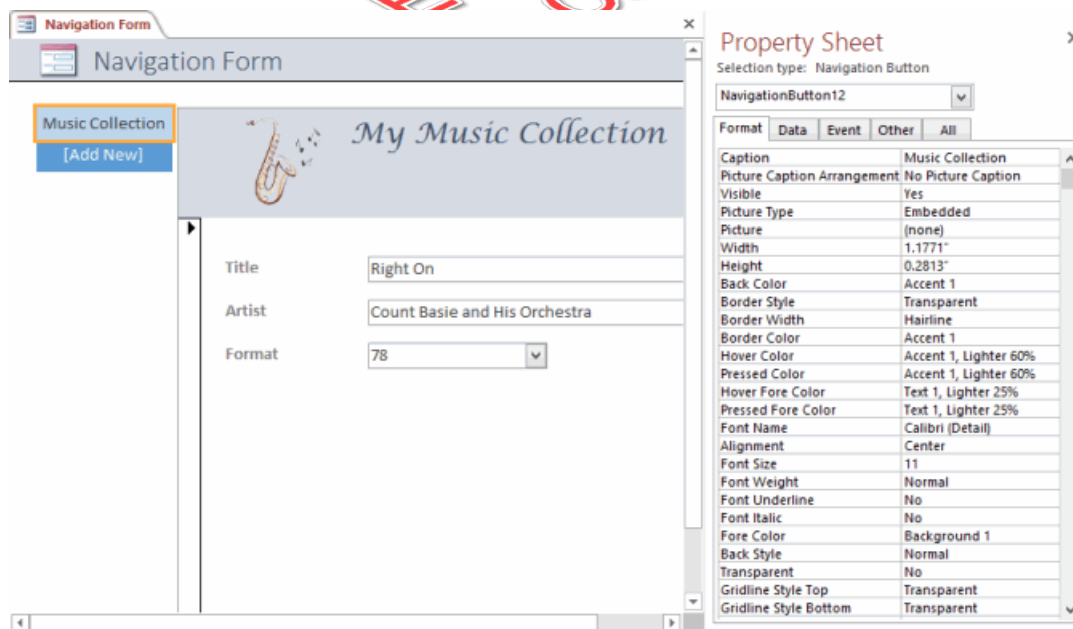 Navigation Form
Navigation Form
Music Collection
[Add New]
My Music Collection
Title
Right On
Artist
Count Basie and His Orchestra
Format
78
Property Sheet
Selection type: Navigation Button
NavigationButton12
Format Data Event Other All
Caption Music Collection
Picture Caption Arrangement No Picture Caption
Visible Yes
Picture Type Embedded
Picture (none)
Width 1.1771"
Height 0.2813"
Back Color Accent 1
Border Style Transparent
Border Width Hairline
Border Color Accent 1
Hover Color Accent 1, Lighter 60%
Pressed Color Accent 1, Lighter 60%
Hover Fore Color Text 1, Lighter 25%
Pressed Fore Color Text 1, Lighter 25%
Font Name Calibri (Detail)
Alignment Center
Font Size 11
Font Weight Normal
Font Underline No
Font Italic No
Fore Color Background 1
Back Style Normal
Transparent No
Gridline Style Top Transparent
Gridline Style Bottom Transparent